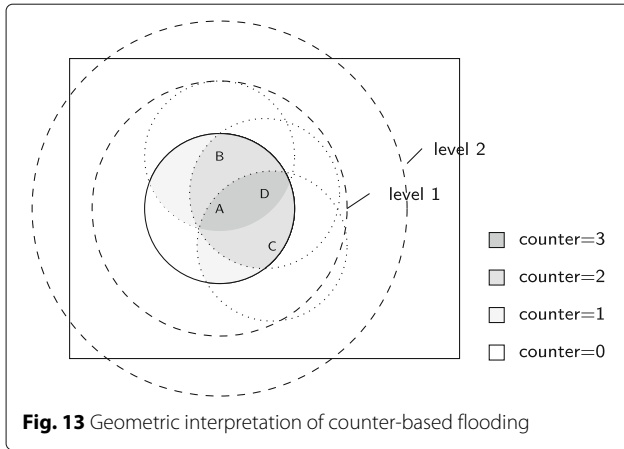 level 2
B
level 1
D
A
C
counter=3
counter=2
counter=1
counter=0
Fig. 13 Geometric interpretation of counter-based flooding